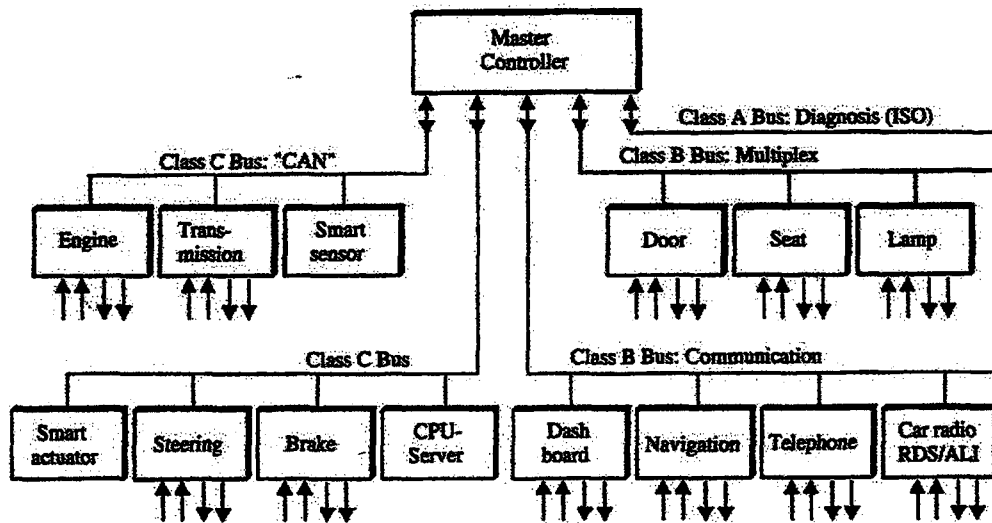 Master
Controller
Class A Bus: Diagnosis (ISO)
Class C Bus: "CAN"
Class B Bus: Multiplex
Engine
Trans-
mission
Smart
sensor
Door
Seat
Lamp
Class C Bus
Class B Bus: Communication
Smart
actuator
Steering
Brake
CPU-
Server
Dash
board
Navigation
Telephone
Car radio
RDS/ALI